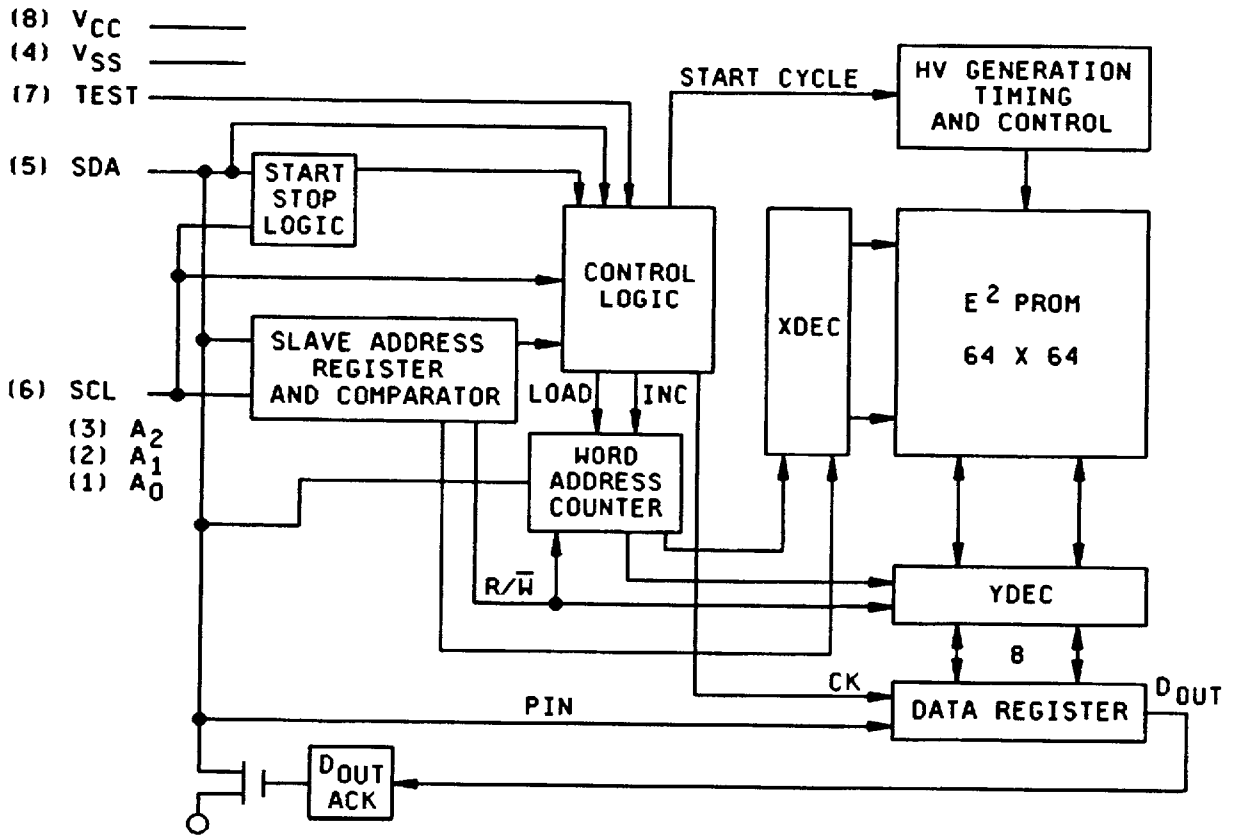 (8) VCC
(4) VSS
(7) TEST
(5) SDA
(6) SCL
(3) A2
(2) A1
(1) A0
START
STOP
LOGIC
SLAVE ADDRESS
REGISTER
AND COMPARATOR
CONTROL
LOGIC
START CYCLE
HV GENERATION
TIMING
AND CONTROL
XDEC
E² PROM
64 X 64
LOAD
INC
WORD
ADDRESS
COUNTER
R/W̅
YDEC
8
CK
PIN
DATA REGISTER
DOUT
DOUT
ACK